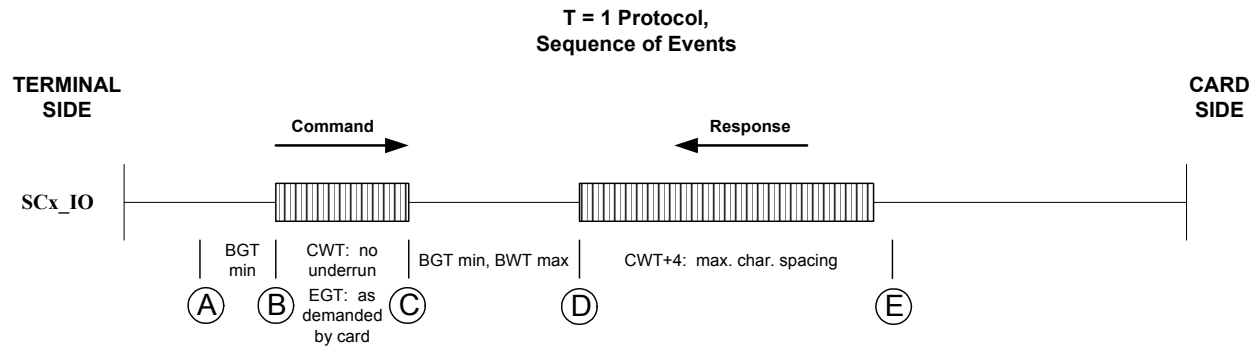 T = 1 Protocol,
Sequence of Events
TERMINAL
SIDE
CARD
SIDE
Command
Response
SCx_IO
BGT
min
CWT: no
underrun
EGT: as
demanded
by card
BGT min, BWT max
CWT+4: max. char. spacing
A
B
C
D
E